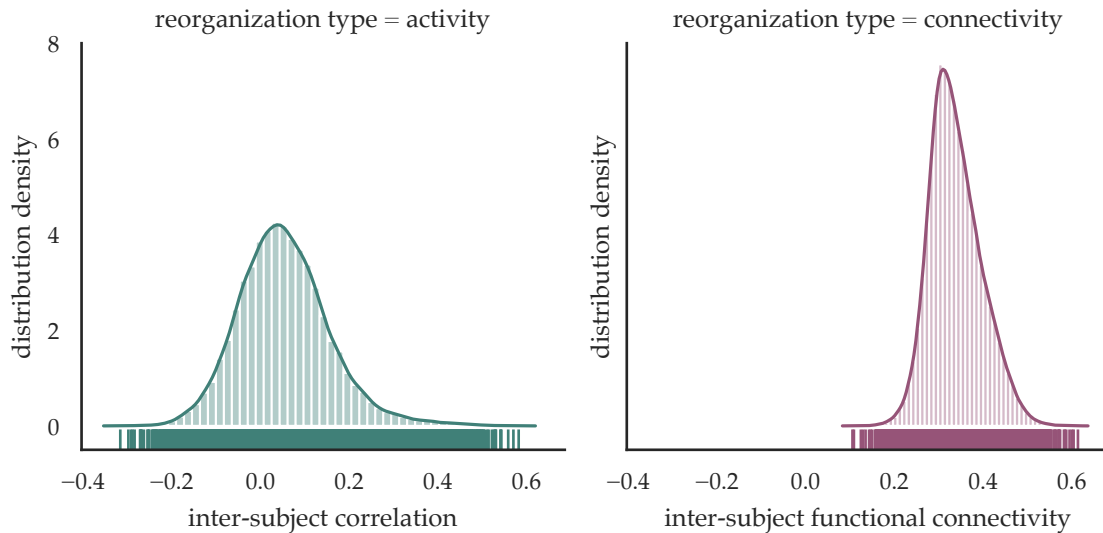 reorganization type = activity
8
6
4
2
0
distribution density
−0.4 −0.2 0.0 0.2 0.4 0.6
inter-subject correlation
reorganization type = connectivity
distribution density
−0.4 −0.2 0.0 0.2 0.4 0.6
inter-subject functional connectivity